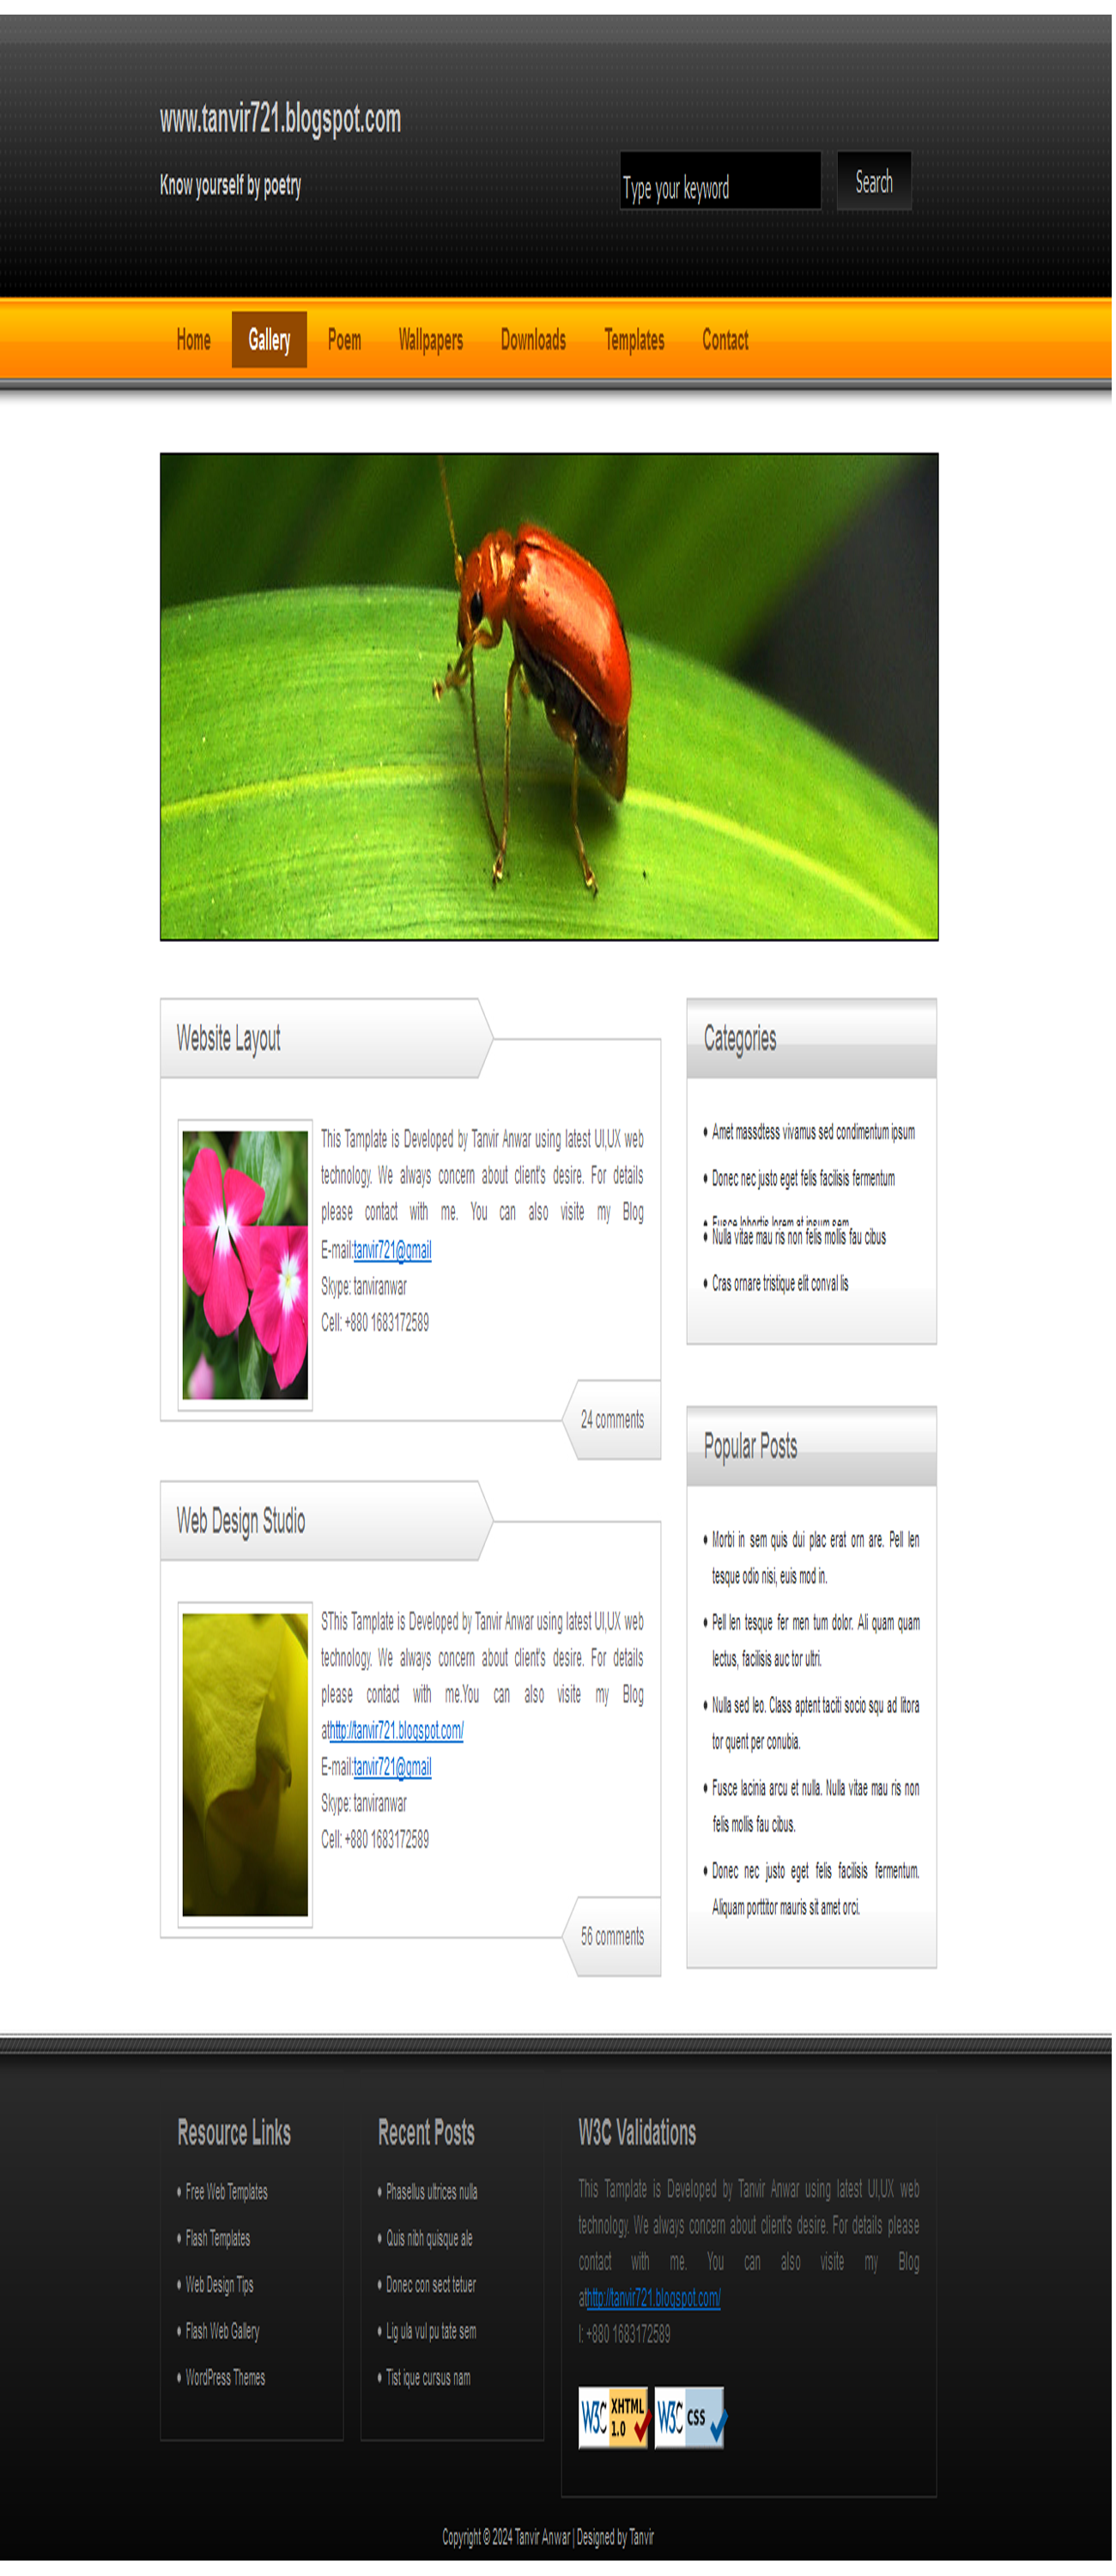 www.tanvir721.blogspot.com
Know yourself by poetry
Type your keyword
Search
Home Gallery Poem Wallpapers Downloads Templates Contact
Website Layout
This Tamplate is Developed by Tanvir Anwar using latest UI,UX web
technology. We always concern about client's desire. For details
please contact with me. You can also visite my Blog
E-mail:tanvir721@gmail
Skype: tanviranwar
Cell: +880 1683172589
24 comments
Web Design Studio
SThis Tamplate is Developed by Tanvir Anwar using latest UI,UX web
technology. We always concern about client's desire. For details
please contact with me.You can also visite my Blog
athttp://tanvir721.blogspot.com/
E-mail:tanvir721@gmail
Skype: tanviranwar
Cell: +880 1683172589
56 comments
Categories
• Amet massdtess vivamus sed condimentum ipsum
• Donec nec justo eget felis facilisis fermentum
• Fusce lobortis lorem at ipsum sem
• Nulla vitae mau ris non felis mollis fau cibus
• Cras ornare tristique elit conval lis
Popular Posts
• Morbi in sem quis dui plac erat orn are. Pell len
tesque odio nisi, euis mod in.
• Pell len tesque fer men tum dolor. Ali quam quam
lectus, facilisis auc tor ultri.
• Nulla sed leo. Class aptent taciti socio squ ad litora
tor quent per conubia.
• Fusce lacinia arcu et nulla. Nulla vitae mau ris non
felis mollis fau cibus.
• Donec nec justo eget felis facilisis fermentum.
Aliquam porttitor mauris sit amet orci.
Resource Links
• Free Web Templates
• Flash Templates
• Web Design Tips
• Flash Web Gallery
• WordPress Themes
Recent Posts
• Phasellus ultrices nulla
• Quis nibh quisque ale
• Donec con sect tetuer
• Lig ula vul pu tate sem
• Tist ique cursus nam
W3C Validations
This Tamplate is Developed by Tanvir Anwar using latest UI,UX web
technology. We always concern about client's desire. For details please
contact with me. You can also visite my Blog
athttp://tanvir721.blogspot.com/
l: +880 1683172589
W3C XHTML 1.0
W3C CSS
Copyright © 2024 Tanvir Anwar | Designed by Tanvir